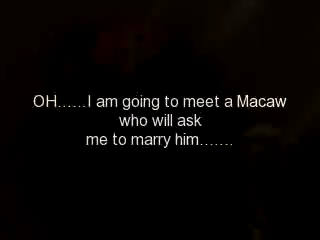 OH......I am going to meet a Macaw
who will ask
me to marry him.......